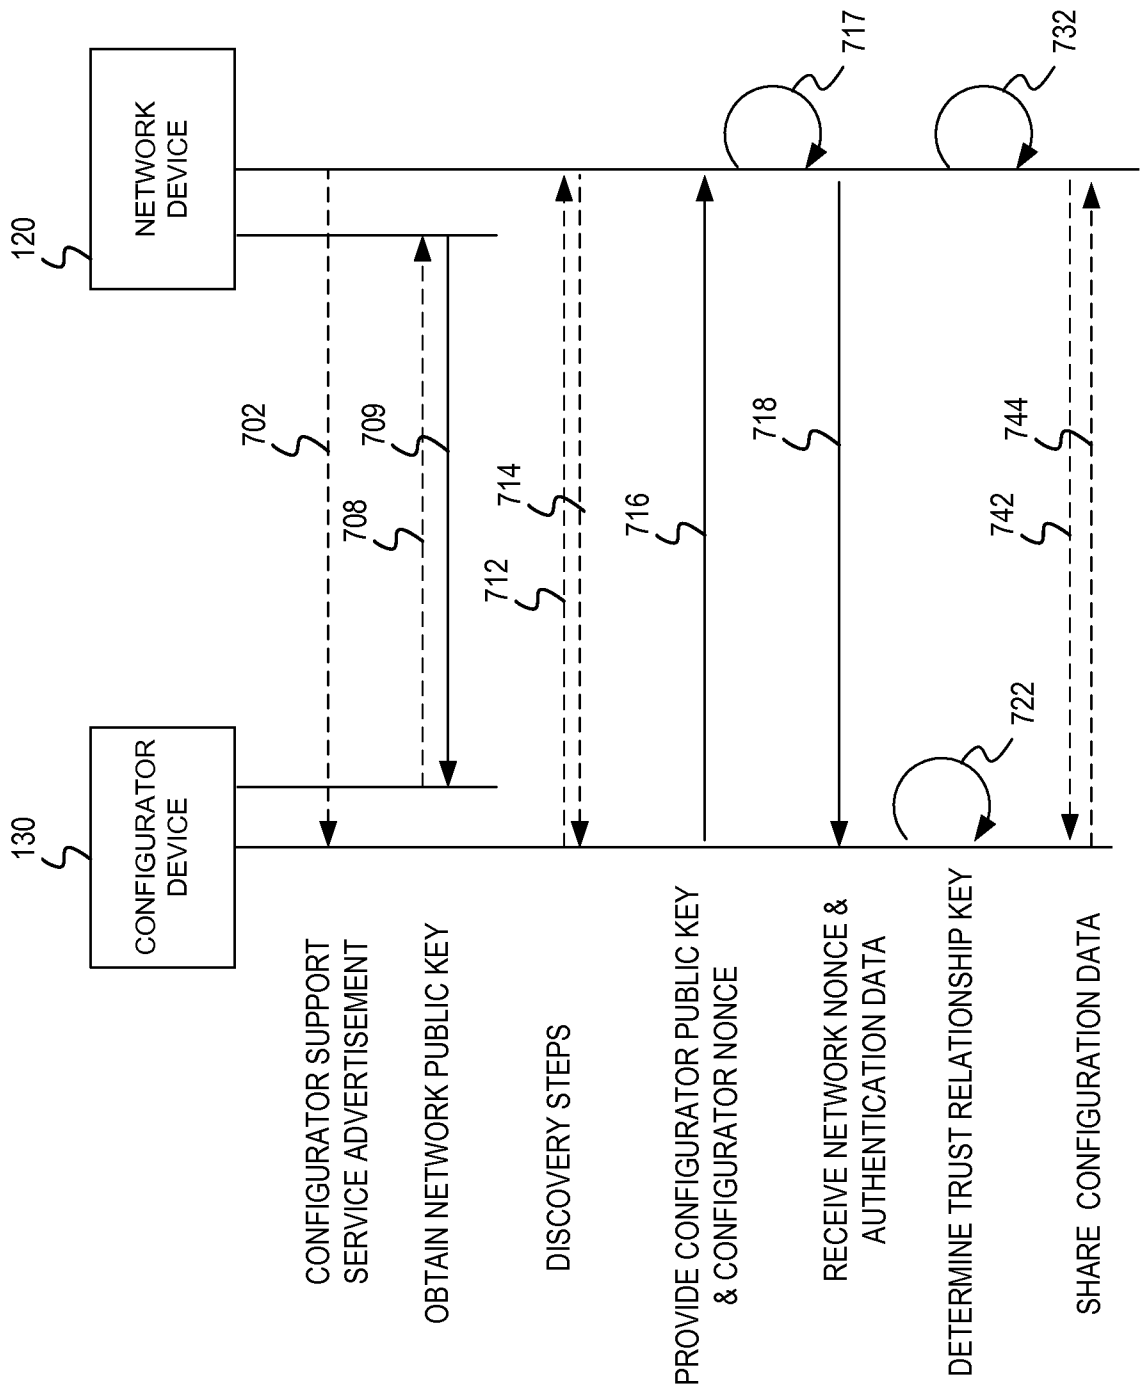 130
CONFIGURATOR
DEVICE
120
NETWORK
DEVICE
CONFIGURATOR SUPPORT
SERVICE ADVERTISEMENT
702
OBTAIN NETWORK PUBLIC KEY
708
709
DISCOVERY STEPS
712
714
PROVIDE CONFIGURATOR PUBLIC KEY
& CONFIGURATOR NONCE
716
717
RECEIVE NETWORK NONCE &
AUTHENTICATION DATA
718
DETERMINE TRUST RELATIONSHIP KEY
722
732
SHARE CONFIGURATION DATA
742
744